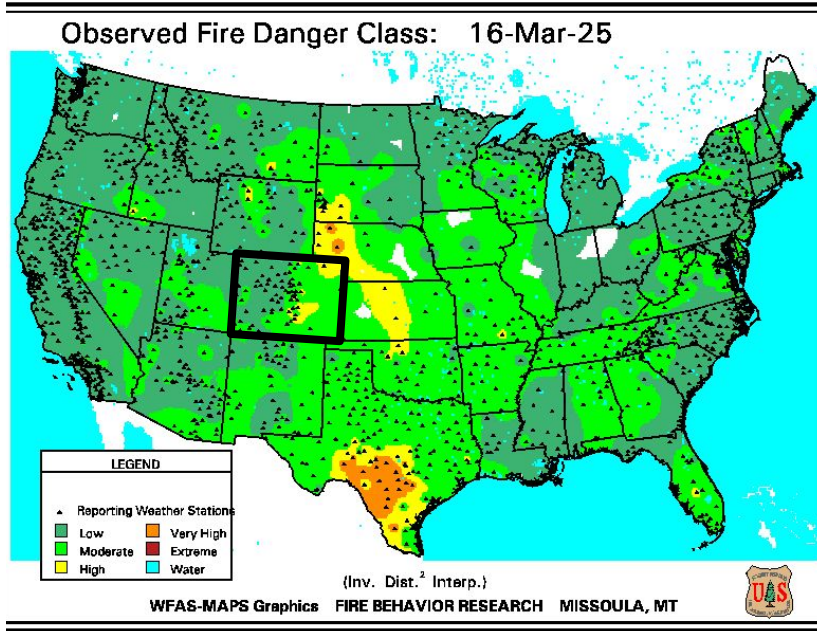 Observed Fire Danger Class: 16-Mar-25
LEGEND
Reporting Weather Stations
Low
Very High
Moderate
Extreme
High
Water
(Inv. Dist.² Interp.)
WFAS-MAPS Graphics FIRE BEHAVIOR RESEARCH MISSOULA, MT
U S